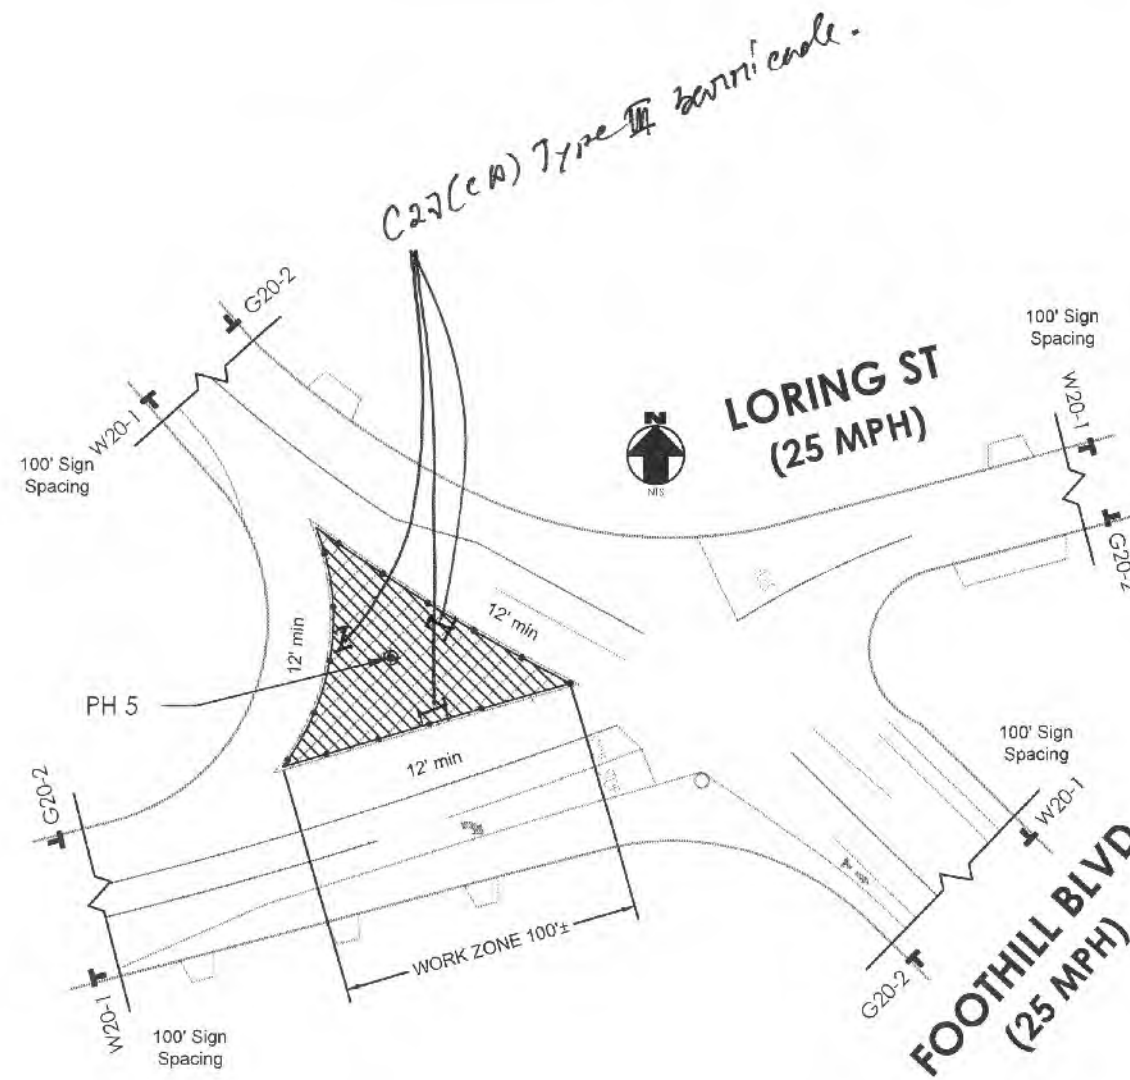 C27(CA) Type III barricade.
G20-2
W20-1
100' Sign
Spacing
100' Sign
Spacing
LORING ST
(25 MPH)
W20-1
N
NTS
G20-2
12' min
12' min
PH 5
12' min
100' Sign
Spacing
G20-2
W20-1
WORK ZONE 100'±
FOOTHILL BLVD
(25 MPH)
G20-2
W20-1
100' Sign
Spacing